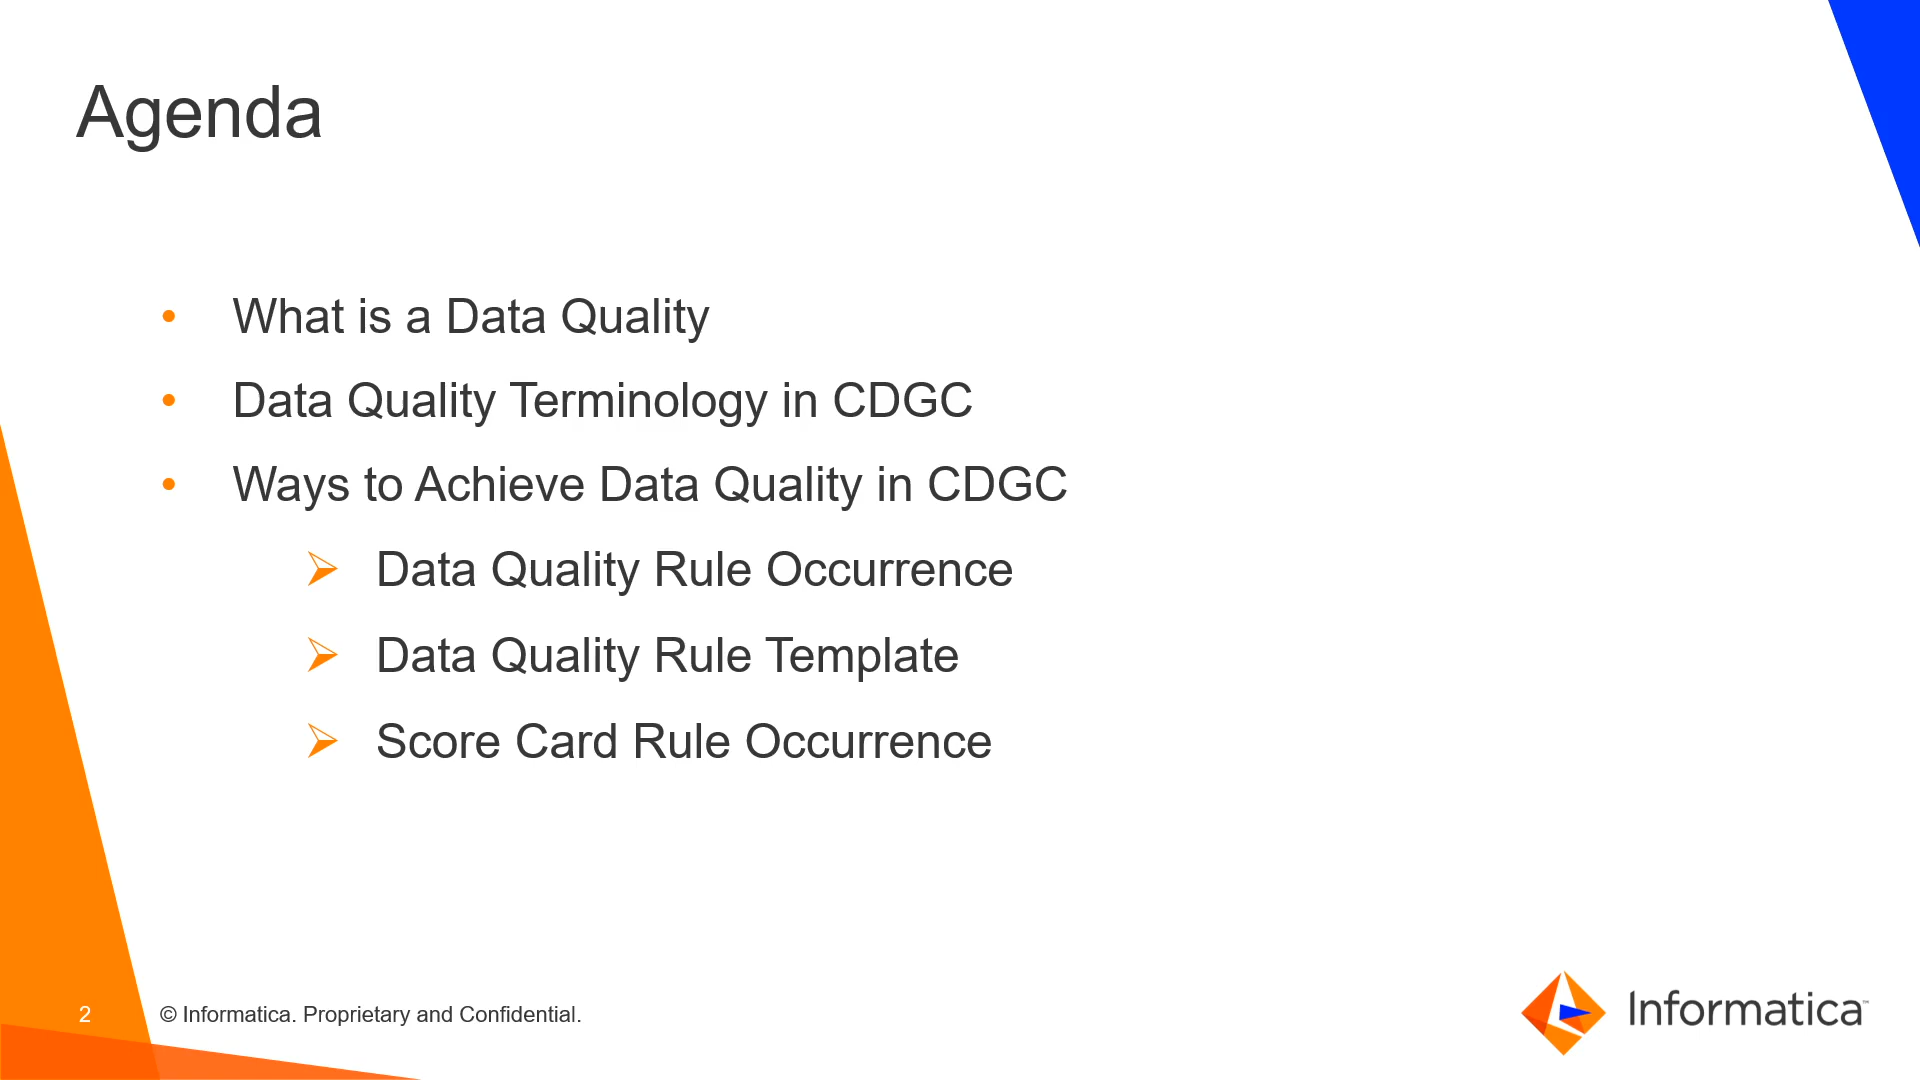 Agenda
• What is a Data Quality
• Data Quality Terminology in CDGC
• Ways to Achieve Data Quality in CDGC
➢ Data Quality Rule Occurrence
➢ Data Quality Rule Template
➢ Score Card Rule Occurrence
2
© Informatica. Proprietary and Confidential.
Informatica™